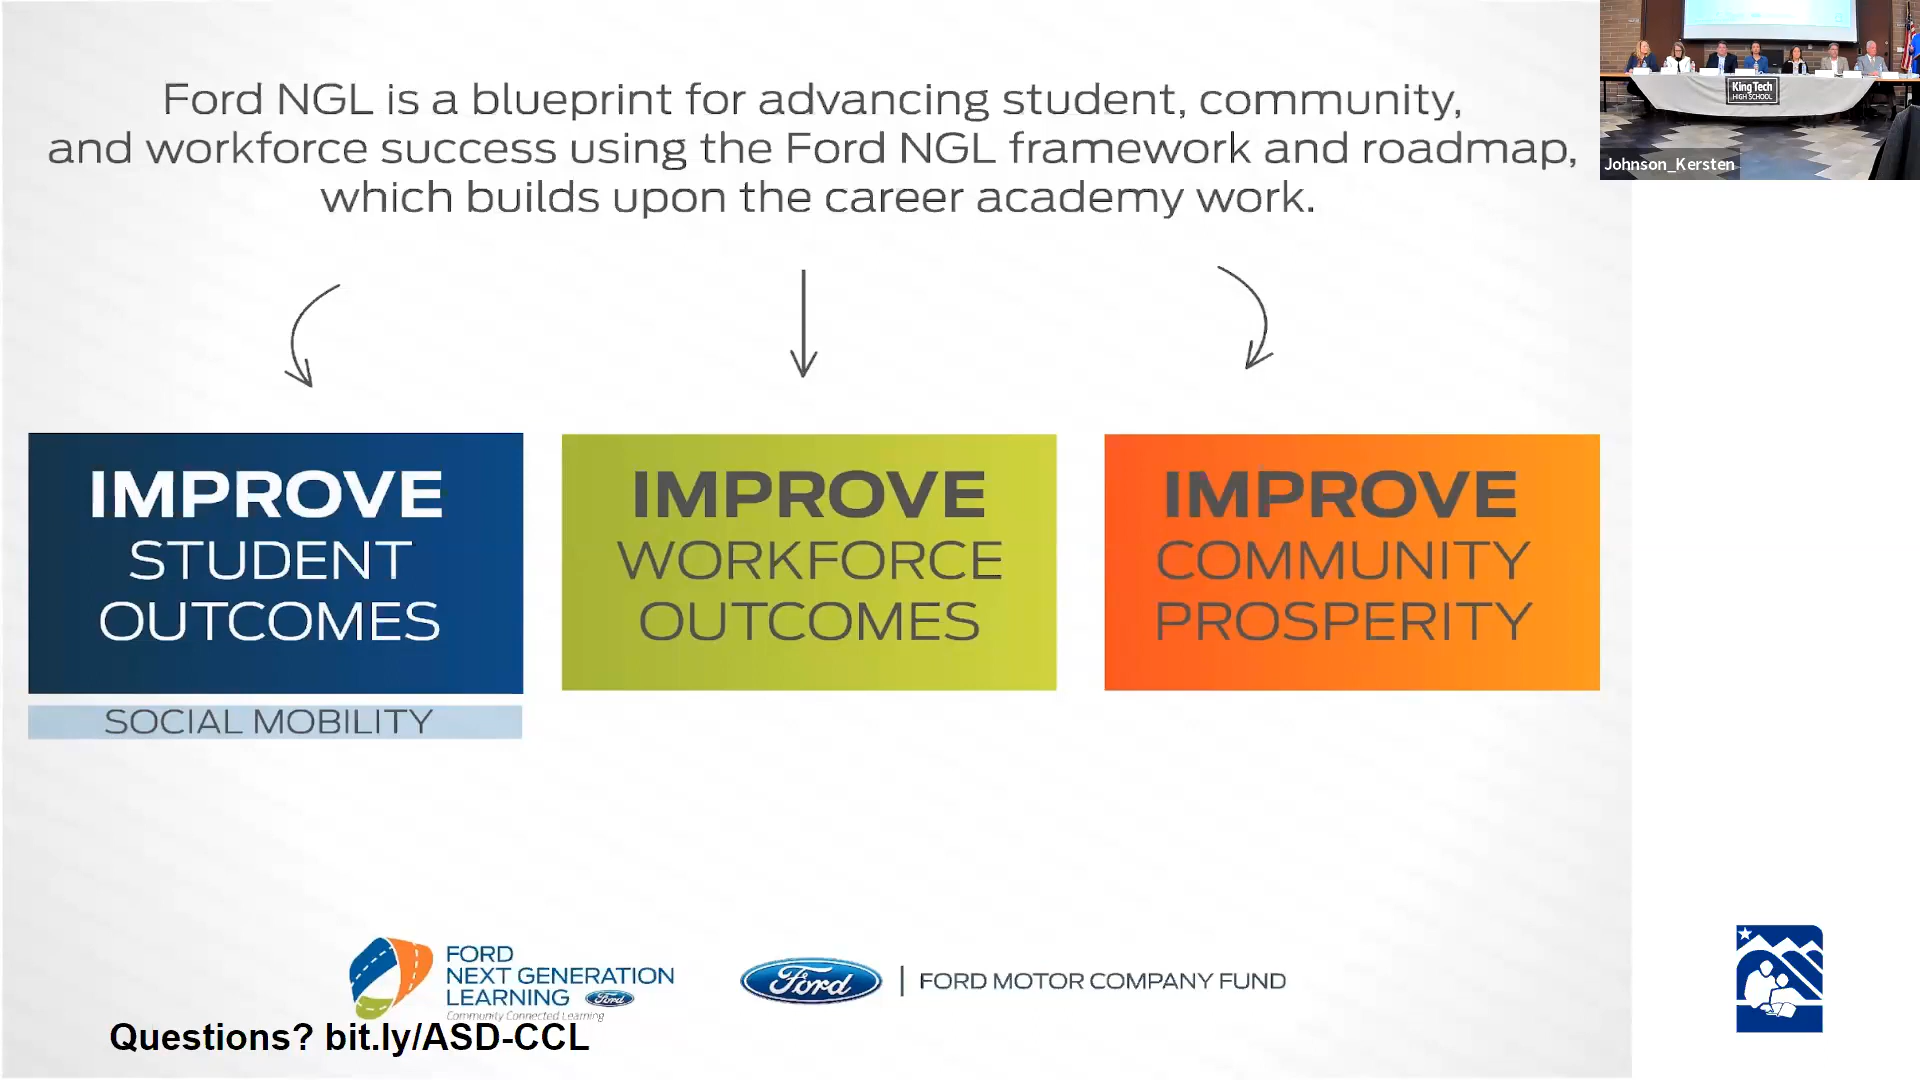 Ford NGL is a blueprint for advancing student, community,
and workforce success using the Ford NGL framework and roadmap,
which builds upon the career academy work.
King Tech
HIGH SCHOOL
Johnson_Kersten
IMPROVE
STUDENT
OUTCOMES
SOCIAL MOBILITY
IMPROVE
WORKFORCE
OUTCOMES
IMPROVE
COMMUNITY
PROSPERITY
FORD
NEXT GENERATION
LEARNING
Ford
Community Connected Learning
Ford
FORD MOTOR COMPANY FUND
Questions? bit.ly/ASD-CCL